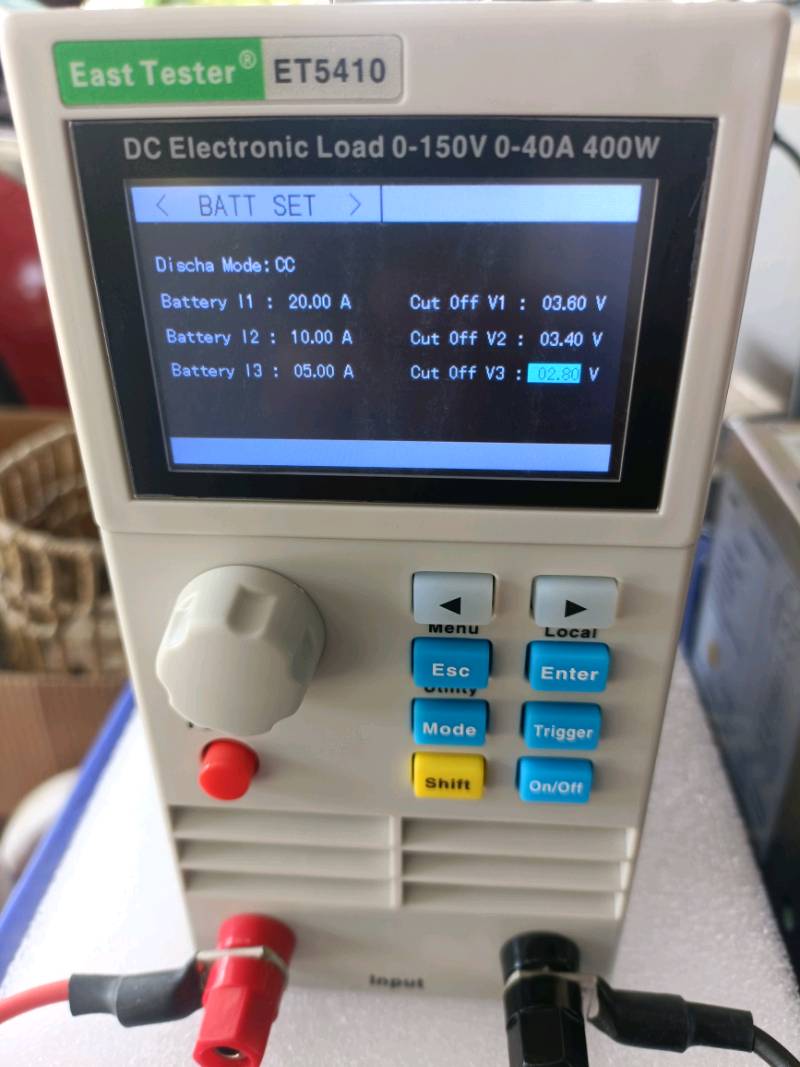 East Tester® ET5410
DC Electronic Load 0-150V 0-40A 400W
< BATT SET >
Discha Mode: CC
Battery I1 : 20.00 A Cut Off V1 : 03.60 V
Battery I2 : 10.00 A Cut Off V2 : 03.40 V
Battery I3 : 05.00 A Cut Off V3 : 02.80 V
◀ ▶
Menu Local
Esc Enter
Utility
Mode Trigger
Shift On/Off
Input